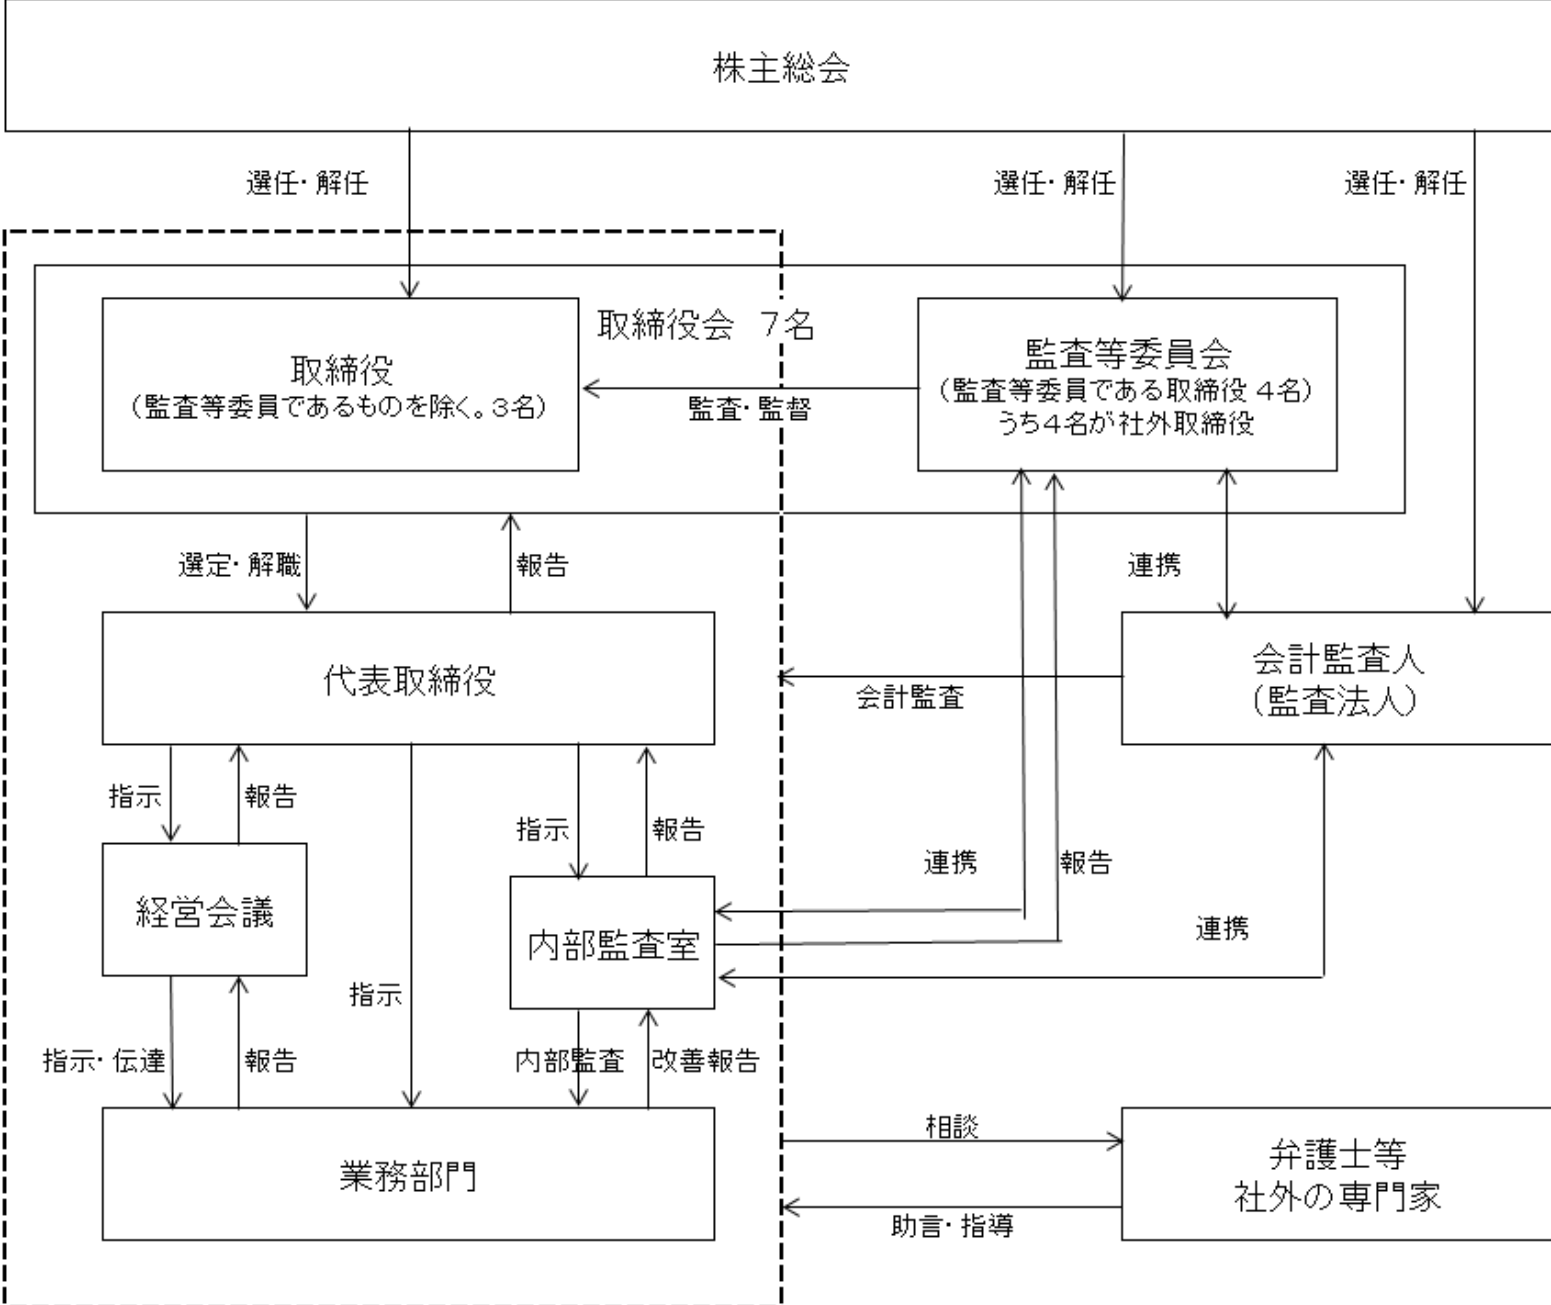 株主総会
選任・解任
選任・解任
選任・解任
取締役会　７名
取締役
（監査等委員であるものを除く。３名）
監査等委員会
（監査等委員である取締役 ４名）
うち４名が社外取締役
監査・監督
選定・解職
報告
連携
代表取締役
会計監査人
（監査法人）
会計監査
指示
報告
指示
報告
連携
報告
経営会議
内部監査室
連携
指示
指示・伝達
報告
内部監査
改善報告
業務部門
相談
弁護士等
社外の専門家
助言・指導